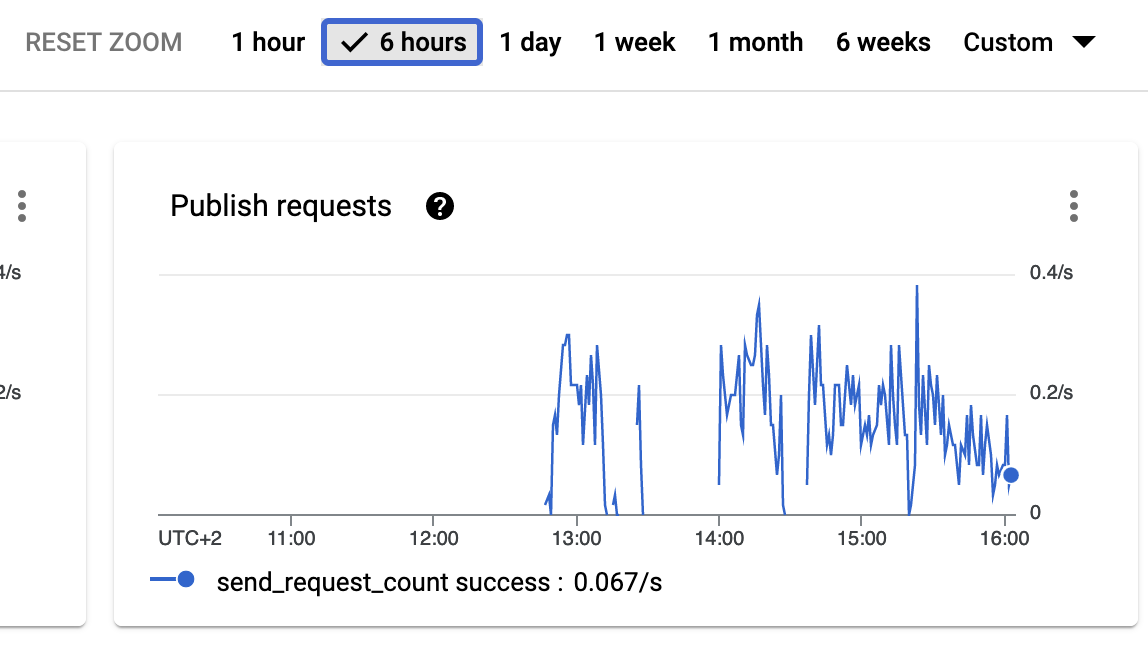 RESET ZOOM 1 hour 6 hours 1 day 1 week 1 month 6 weeks Custom
Publish requests ?
4/s
2/s
0.4/s
0.2/s
0
UTC+2 11:00 12:00 13:00 14:00 15:00 16:00
send_request_count success : 0.067/s